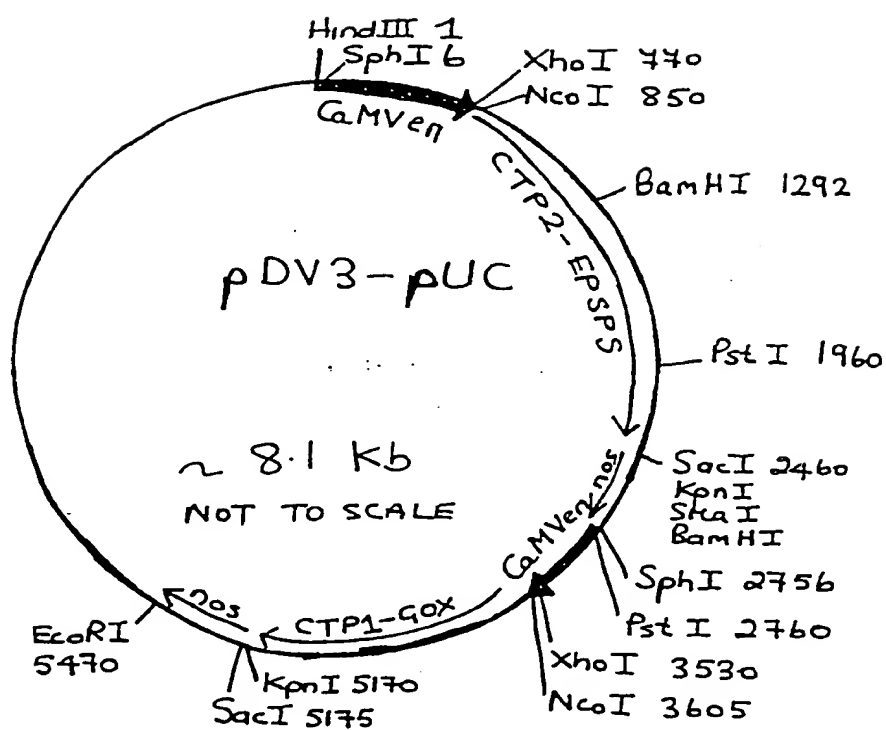 HindIII 1
SphI 6
XhoI 770
NcoI 850
CaMVen
BamHI 1292
CTP2-EPSPS
pDV3-pUC
PstI 1960
~ 8.1 Kb
NOT TO SCALE
SacI 2460
KpnI
SmaI
BamHI
nos
CaMVen
SphI 2756
PstI 2760
XhoI 3530
NcoI 3605
CTP1-GOX
nos
KpnI 5170
SacI 5175
EcoRI
5470